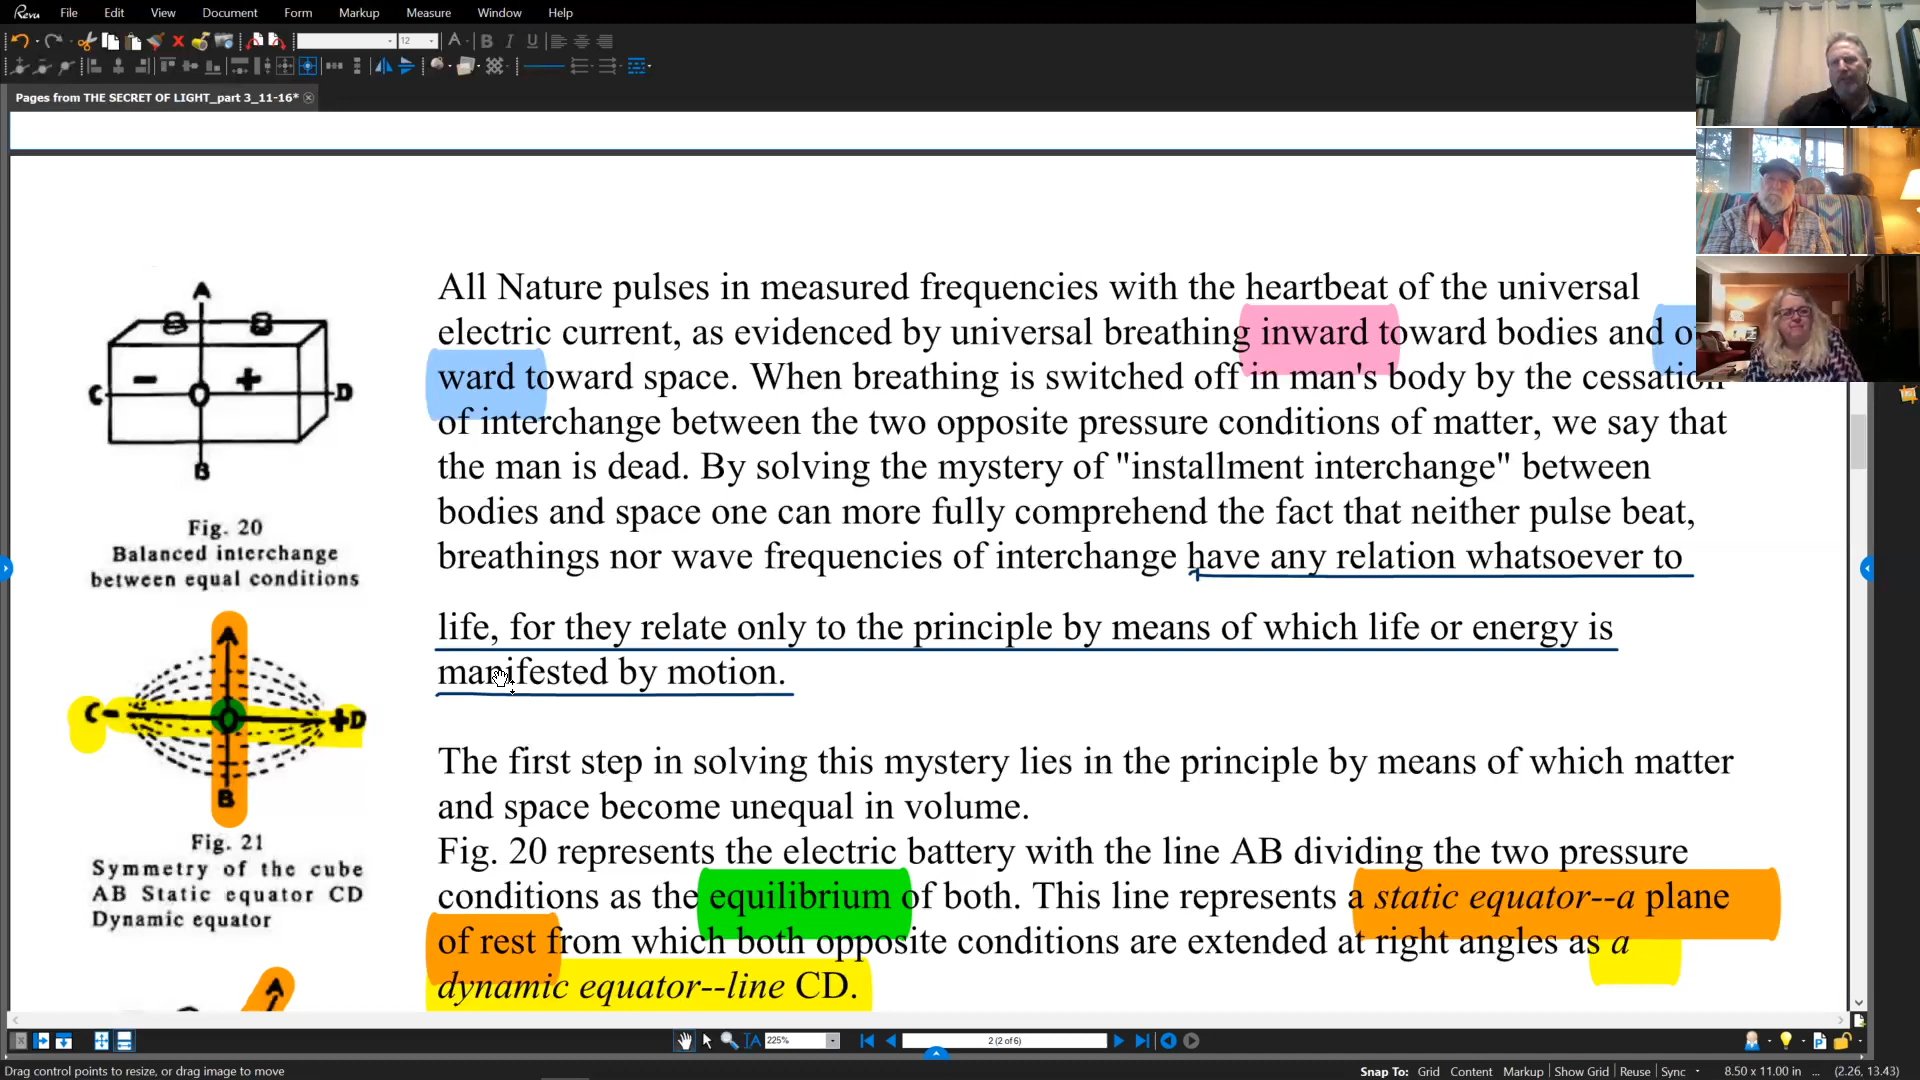 Revu File Edit View Document Form Markup Measure Window Help
12
A B I U
Pages from THE SECRET OF LIGHT_part 3_11-16*
All Nature pulses in measured frequencies with the heartbeat of the universal
electric current, as evidenced by universal breathing inward toward bodies and o
ward toward space. When breathing is switched off in man's body by the cessation
of interchange between the two opposite pressure conditions of matter, we say that
the man is dead. By solving the mystery of "installment interchange" between
bodies and space one can more fully comprehend the fact that neither pulse beat,
breathings nor wave frequencies of interchange have any relation whatsoever to
life, for they relate only to the principle by means of which life or energy is
manifested by motion.
The first step in solving this mystery lies in the principle by means of which matter
and space become unequal in volume.
Fig. 20 represents the electric battery with the line AB dividing the two pressure
conditions as the equilibrium of both. This line represents a static equator--a plane
of rest from which both opposite conditions are extended at right angles as a
dynamic equator--line CD.
A
- +
C O D
B
Fig. 20
Balanced interchange
between equal conditions
A
C - O + D
B
Fig. 21
Symmetry of the cube
AB Static equator CD
Dynamic equator
A
225%
2 (2 of 6)
Drag control points to resize, or drag image to move
Snap To: Grid Content Markup Show Grid Reuse Sync 8.50 x 11.00 in ... (2.26, 13.43)